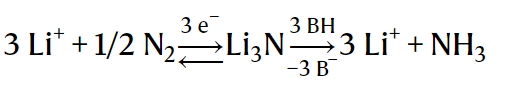 3 Li⁺ + 1/2 N₂ 3 e⁻ ⇄ Li₃N 3 BH → −3 B⁻ 3 Li⁺ + NH₃